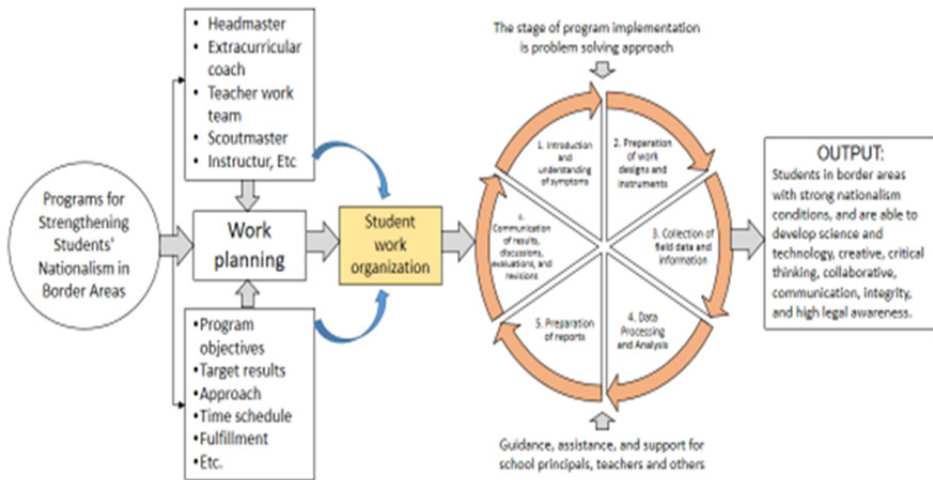 Programs for
Strengthening
Students'
Nationalism in
Border Areas
• Headmaster
• Extracurricular
coach
• Teacher work
team
• Scoutmaster
• Instructur, Etc
Work
planning
•Program
objectives
•Target results
•Approach
•Time schedule
•Fulfillment
•Etc.
Student
work
organization
The stage of program implementation
is problem solving approach
1. Introduction
and
understanding
of symptoms
2. Preparation
of work
designs and
instruments
3. Collection of
field data and
information
4. Data
Processing
and Analysis
5. Preparation
of reports
Communication
of results,
discussions,
evaluations, and
revisions
Guidance, assistance, and support for
school principals, teachers and others
OUTPUT:
Students in border areas
with strong nationalism
conditions, and are able to
develop science and
technology, creative, critical
thinking, collaborative,
communication, integrity,
and high legal awareness.